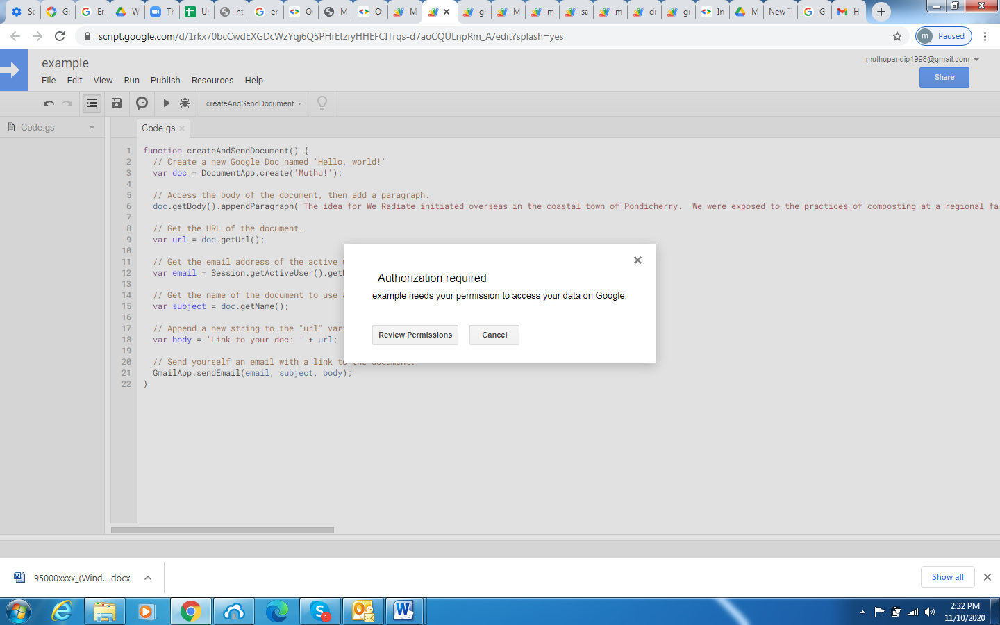 Se
G
Er
W
Th
U
ht
er
O
M
O
M
gr
M
m
sa
m
di
gr
In
M
New T
G
H
script.google.com/d/1rkx70bcCwdEXGDcWzYqj6QSPHrEtzryHHEFCITrqs-d7aoCQULnpRm_A/edit?splash=yes
m
Paused
example
muthupandip1998@gmail.com
File Edit View Run Publish Resources Help
Share
createAndSendDocument
Code.gs
Code.gs
1 function createAndSendDocument() {
2 // Create a new Google Doc named 'Hello, world!'
3 var doc = DocumentApp.create('Muthu!');
4
5 // Access the body of the document, then add a paragraph.
6 doc.getBody().appendParagraph('The idea for We Radiate initiated overseas in the coastal town of Pondicherry.  We were exposed to the practices of composting at a regional fa
7
8 // Get the URL of the document.
9 var url = doc.getUrl();
10
11 // Get the email address of the active
12 var email = Session.getActiveUser().get
13
14 // Get the name of the document to use
15 var subject = doc.getName();
16
17 // Append a new string to the "url" vari
18 var body = 'Link to your doc: ' + url;
19
20 // Send yourself an email with a link to the document.
21 GmailApp.sendEmail(email, subject, body);
22 }
Authorization required
example needs your permission to access your data on Google.
Review Permissions
Cancel
95000xxxx_(Wind....docx
Show all
S
1
2:32 PM
11/10/2020